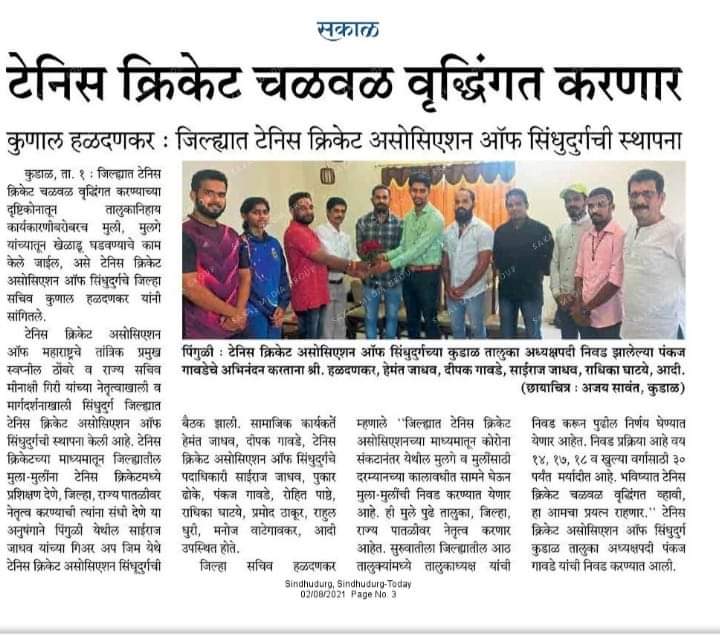 सकाळ
टेनिस क्रिकेट चळवळ वृद्धिंगत करणार
कुणाल हळदणकर : जिल्ह्यात टेनिस क्रिकेट असोसिएशन ऑफ सिंधुदुर्गची स्थापना
कुडाळ, ता. १ : जिल्ह्यात टेनिस
क्रिकेट चळवळ वृद्धिंगत करण्याच्या
दृष्टिकोनातून तालुकानिहाय
कार्यकारणीबरोबरच मुली, मुलगे
यांच्यातून खेळाडू घडवण्याचे काम
केले जाईल, असे टेनिस क्रिकेट
असोसिएशन ऑफ सिंधुदुर्गचे जिल्हा
सचिव कुणाल हळदणकर यांनी
सांगितले.
टेनिस क्रिकेट असोसिएशन
ऑफ महाराष्ट्रचे तांत्रिक प्रमुख
स्वप्नील ठोंबरे व राज्य सचिव
मीनाक्षी गिरी यांच्या नेतृत्वाखाली व
मार्गदर्शनाखाली सिंधुदुर्ग जिल्ह्यात
टेनिस क्रिकेट असोसिएशन ऑफ
सिंधुदुर्गची स्थापना केली आहे. टेनिस
क्रिकेटच्या माध्यमातून जिल्ह्यातील
मुला-मुलींना टेनिस क्रिकेटमध्ये
प्रशिक्षण देणे, जिल्हा, राज्य पातळीवर
नेतृत्व करण्याची त्यांना संधी देणे या
अनुषंगाने पिंगुळी येथील साईराज
जाधव यांच्या गिअर अप जिम येथे
टेनिस क्रिकेट असोसिएशन सिंधूदुर्गची
पिंगुळी : टेनिस क्रिकेट असोसिएशन ऑफ सिंधुदुर्गच्या कुडाळ तालुका अध्यक्षपदी निवड झालेल्या पंकज
गावडेचे अभिनंदन करताना श्री. हळदणकर, हेमंत जाधव, दीपक गावडे, साईराज जाधव, राधिका घाटये, आदी.
(छायाचित्र : अजय सावंत, कुडाळ)
बैठक झाली. सामाजिक कार्यकर्ते
हेमंत जाधव, दीपक गावडे, टेनिस
क्रिकेट असोसिएशन ऑफ सिंधुदुर्गचे
पदाधिकारी साईराज जाधव, पुकार
ढोके, पंकज गावडे, रोहित पाष्ठे,
राधिका घाटये, प्रमोद ठाकूर, राहुल
धुरी, मनोज वाटेगावकर, आदी
उपस्थित होते.
जिल्हा सचिव हळदणकर
म्हणाले "जिल्ह्यात टेनिस क्रिकेट
असोसिएशनच्या माध्यमातून कोरोना
संकटानंतर येथील मुलगे व मुलींसाठी
दरम्यानच्या कालावधीत सामने घेऊन
मुला-मुलींची निवड करण्यात येणार
आहे. ही मुले पुढे तालुका, जिल्हा,
राज्य पातळीवर नेतृत्व करणार
आहेत. सुरुवातीला जिल्ह्यातील आठ
तालुक्यांमध्ये तालुकाध्यक्ष यांची
निवड करून पुढील निर्णय घेण्यात
येणार आहेत. निवड प्रक्रिया आहे वय
१४, १७, १८ व खुल्या वर्गासाठी ३०
पर्यंत मर्यादीत आहे. भविष्यात टेनिस
क्रिकेट चळवळ वृद्धिंगत व्हावी,
हा आमचा प्रयत्न राहणार." टेनिस
क्रिकेट असोसिएशन ऑफ सिंधुदुर्ग
कुडाळ तालुका अध्यक्षपदी पंकज
गावडे यांची निवड करण्यात आली.
Sindhudurg, Sindhudurg-Today
02/08/2021 Page No. 3